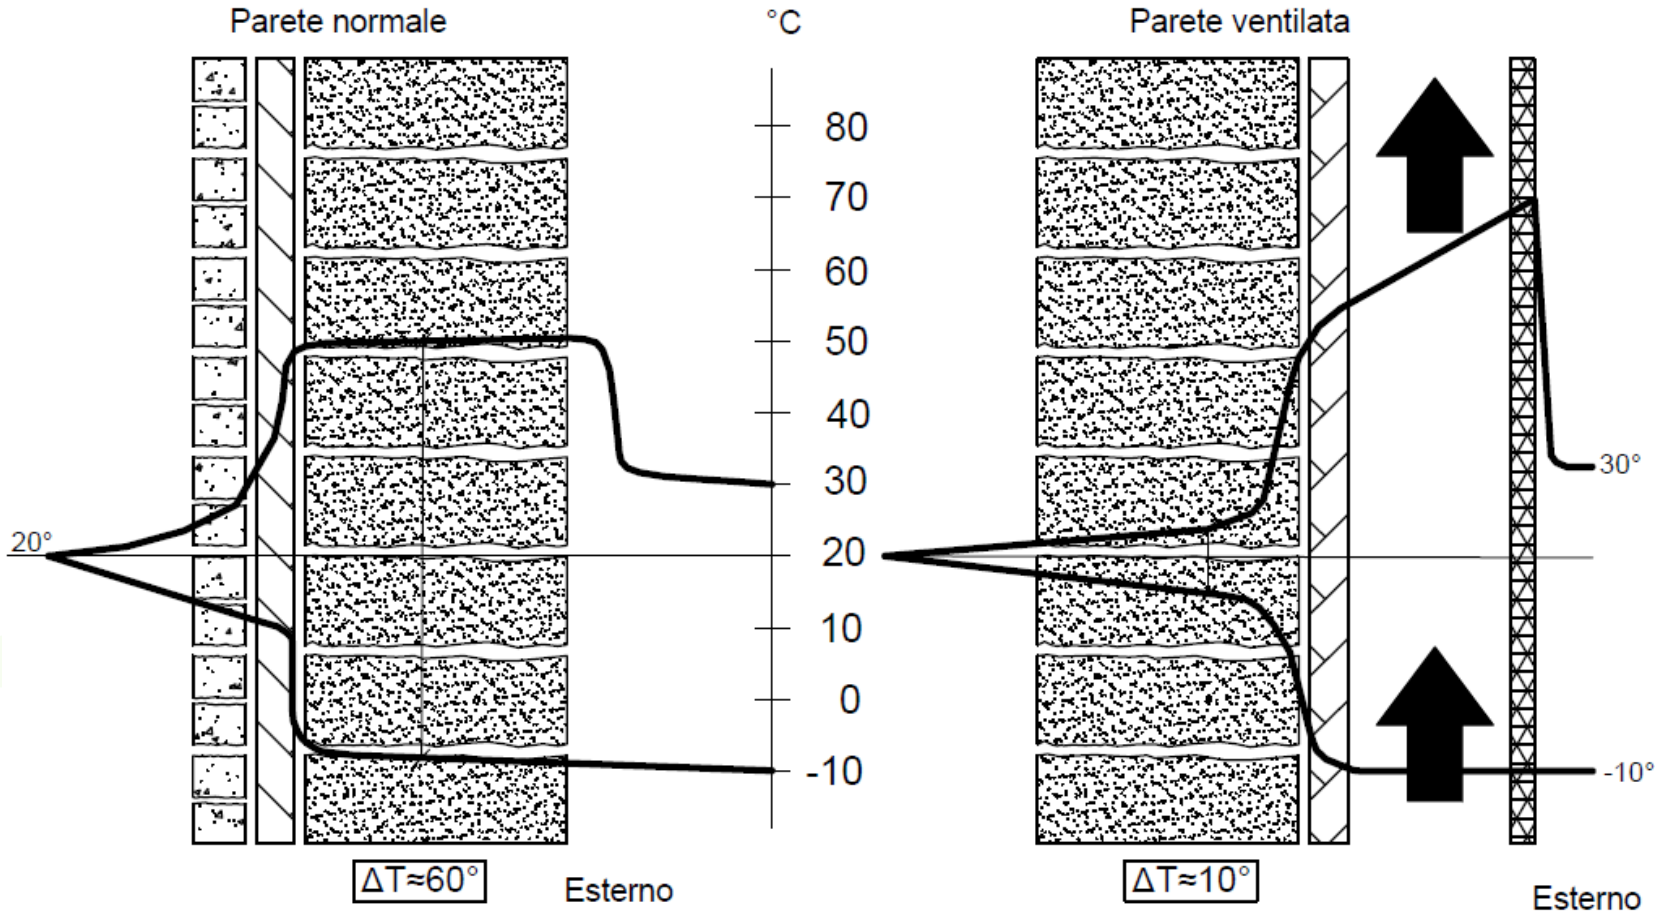 Parete normale
°C
Parete ventilata
80
70
60
50
40
30
30°
20°
20
10
0
-10
-10°
ΔT≈60°
Esterno
ΔT≈10°
Esterno